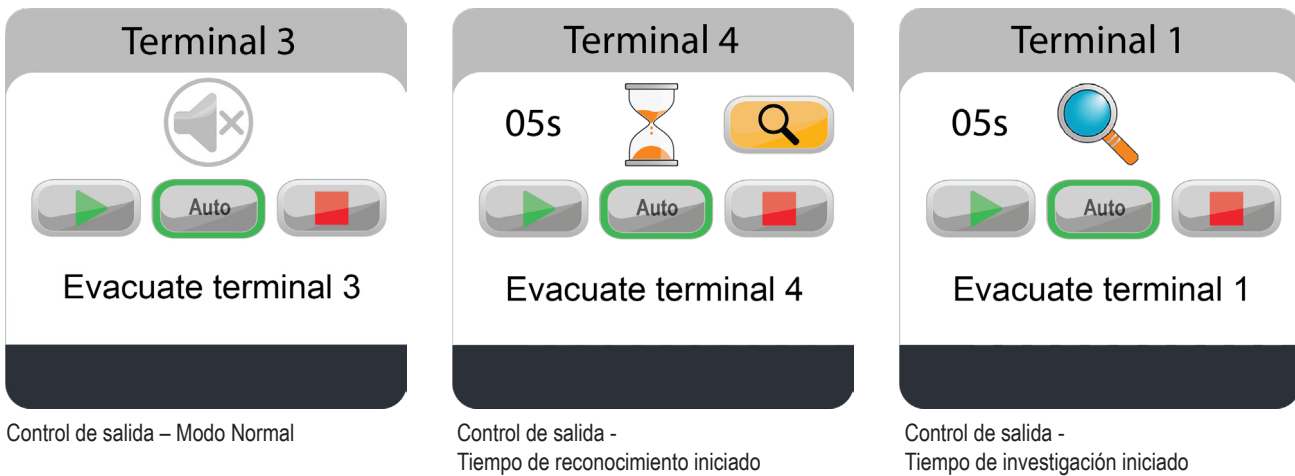 Terminal 3
Auto
Evacuate terminal 3
Control de salida – Modo Normal
Terminal 4
05s
Auto
Evacuate terminal 4
Control de salida -
Tiempo de reconocimiento iniciado
Terminal 1
05s
Auto
Evacuate terminal 1
Control de salida -
Tiempo de investigación iniciado